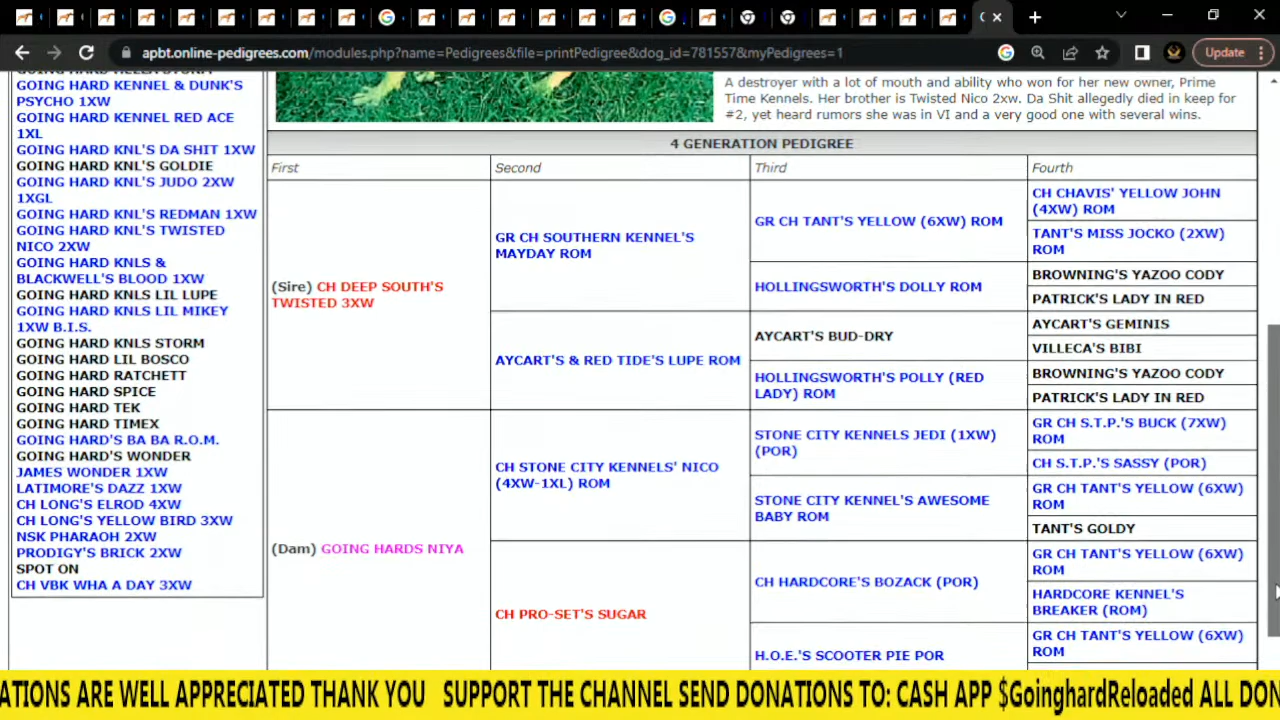 Update
apbt.online-pedigrees.com/modules.php?name=Pedigrees&file=printPedigree&dog_id=781557&myPedigrees=1
GOING HARD KENNEL & DUNK'S
PSYCHO 1XW
GOING HARD KENNEL RED ACE
1XL
GOING HARD KNL'S DA SHIT 1XW
GOING HARD KNL'S GOLDIE
GOING HARD KNL'S JUDO 2XW
1XGL
GOING HARD KNL'S REDMAN 1XW
GOING HARD KNL'S TWISTED
NICO 2XW
GOING HARD KNLS &
BLACKWELL'S BLOOD 1XW
GOING HARD KNLS LIL LUPE
GOING HARD KNLS LIL MIKEY
1XW B.I.S.
GOING HARD KNLS STORM
GOING HARD LIL BOSCO
GOING HARD RATCHETT
GOING HARD SPICE
GOING HARD TEK
GOING HARD TIMEX
GOING HARD'S BA BA R.O.M.
GOING HARD'S WONDER
JAMES WONDER 1XW
LATIMORE'S DAZZ 1XW
CH LONG'S ELROD 4XW
CH LONG'S YELLOW BIRD 3XW
NSK PHARAOH 2XW
PRODIGY'S BRICK 2XW
SPOT ON
CH VBK WHA A DAY 3XW
A destroyer with a lot of mouth and ability who won for her new owner, Prime
Time Kennels. Her brother is Twisted Nico 2xw. Da Shit allegedly died in keep for
#2, yet heard rumors she was in VI and a very good one with several wins.
4 GENERATION PEDIGREE
First
Second
Third
Fourth
(Sire) CH DEEP SOUTH'S
TWISTED 3XW
(Dam) GOING HARDS NIYA
GR CH SOUTHERN KENNEL'S
MAYDAY ROM
AYCART'S & RED TIDE'S LUPE ROM
CH STONE CITY KENNELS' NICO
(4XW-1XL) ROM
CH PRO-SET'S SUGAR
GR CH TANT'S YELLOW (6XW) ROM
HOLLINGSWORTH'S DOLLY ROM
AYCART'S BUD-DRY
HOLLINGSWORTH'S POLLY (RED
LADY) ROM
STONE CITY KENNELS JEDI (1XW)
(POR)
STONE CITY KENNEL'S AWESOME
BABY ROM
CH HARDCORE'S BOZACK (POR)
H.O.E.'S SCOOTER PIE POR
CH CHAVIS' YELLOW JOHN
(4XW) ROM
TANT'S MISS JOCKO (2XW)
ROM
BROWNING'S YAZOO CODY
PATRICK'S LADY IN RED
AYCART'S GEMINIS
VILLECA'S BIBI
BROWNING'S YAZOO CODY
PATRICK'S LADY IN RED
GR CH S.T.P.'S BUCK (7XW)
ROM
CH S.T.P.'S SASSY (POR)
GR CH TANT'S YELLOW (6XW)
ROM
TANT'S GOLDY
GR CH TANT'S YELLOW (6XW)
ROM
HARDCORE KENNEL'S
BREAKER (ROM)
GR CH TANT'S YELLOW (6XW)
ROM
ATIONS ARE WELL APPRECIATED THANK YOU SUPPORT THE CHANNEL SEND DONATIONS TO: CASH APP $GoinghardReloaded ALL DON